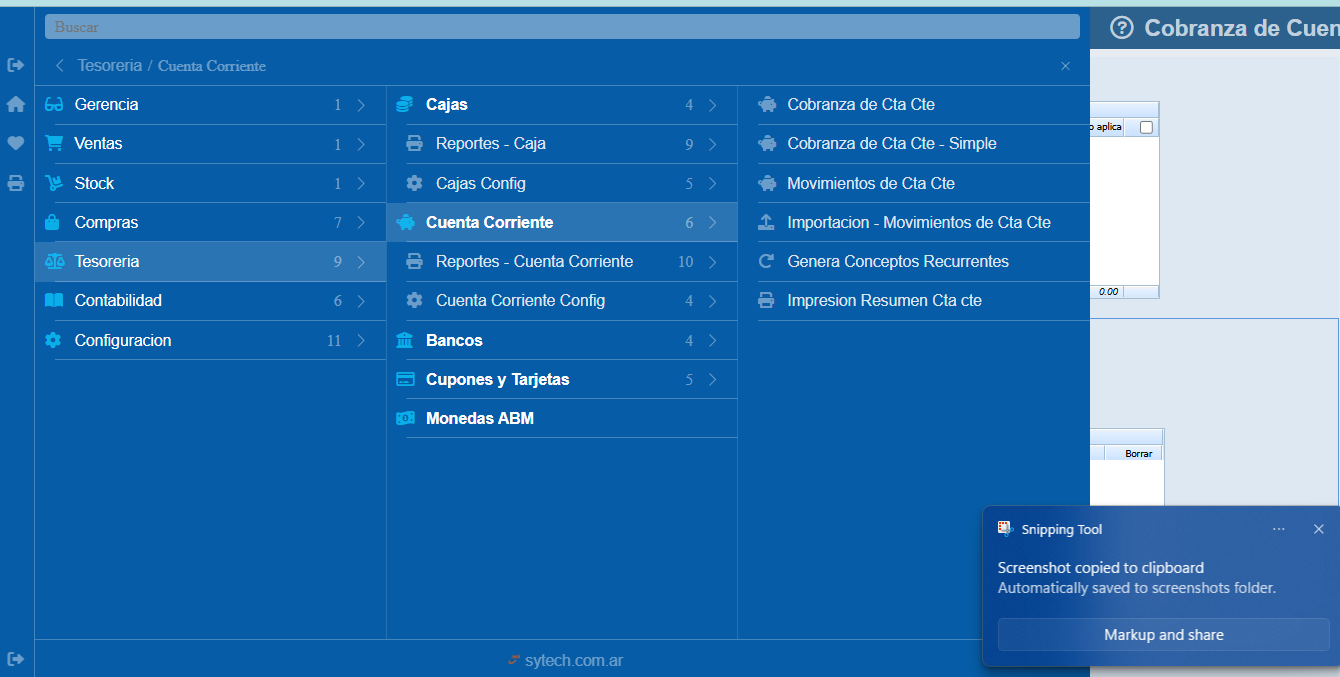 Buscar
Cobranza de Cuen
Tesoreria / Cuenta Corriente
Gerencia 1
Ventas 1
Stock 1
Compras 7
Tesoreria 9
Contabilidad 6
Configuracion 11
Cajas 4
Reportes - Caja 9
Cajas Config 5
Cuenta Corriente 6
Reportes - Cuenta Corriente 10
Cuenta Corriente Config 4
Bancos 4
Cupones y Tarjetas 5
Monedas ABM
Cobranza de Cta Cte
Cobranza de Cta Cte - Simple
Movimientos de Cta Cte
Importacion - Movimientos de Cta Cte
Genera Conceptos Recurrentes
Impresion Resumen Cta cte
aplica
0.00
Borrar
Snipping Tool
Screenshot copied to clipboard
Automatically saved to screenshots folder.
Markup and share
sytech.com.ar